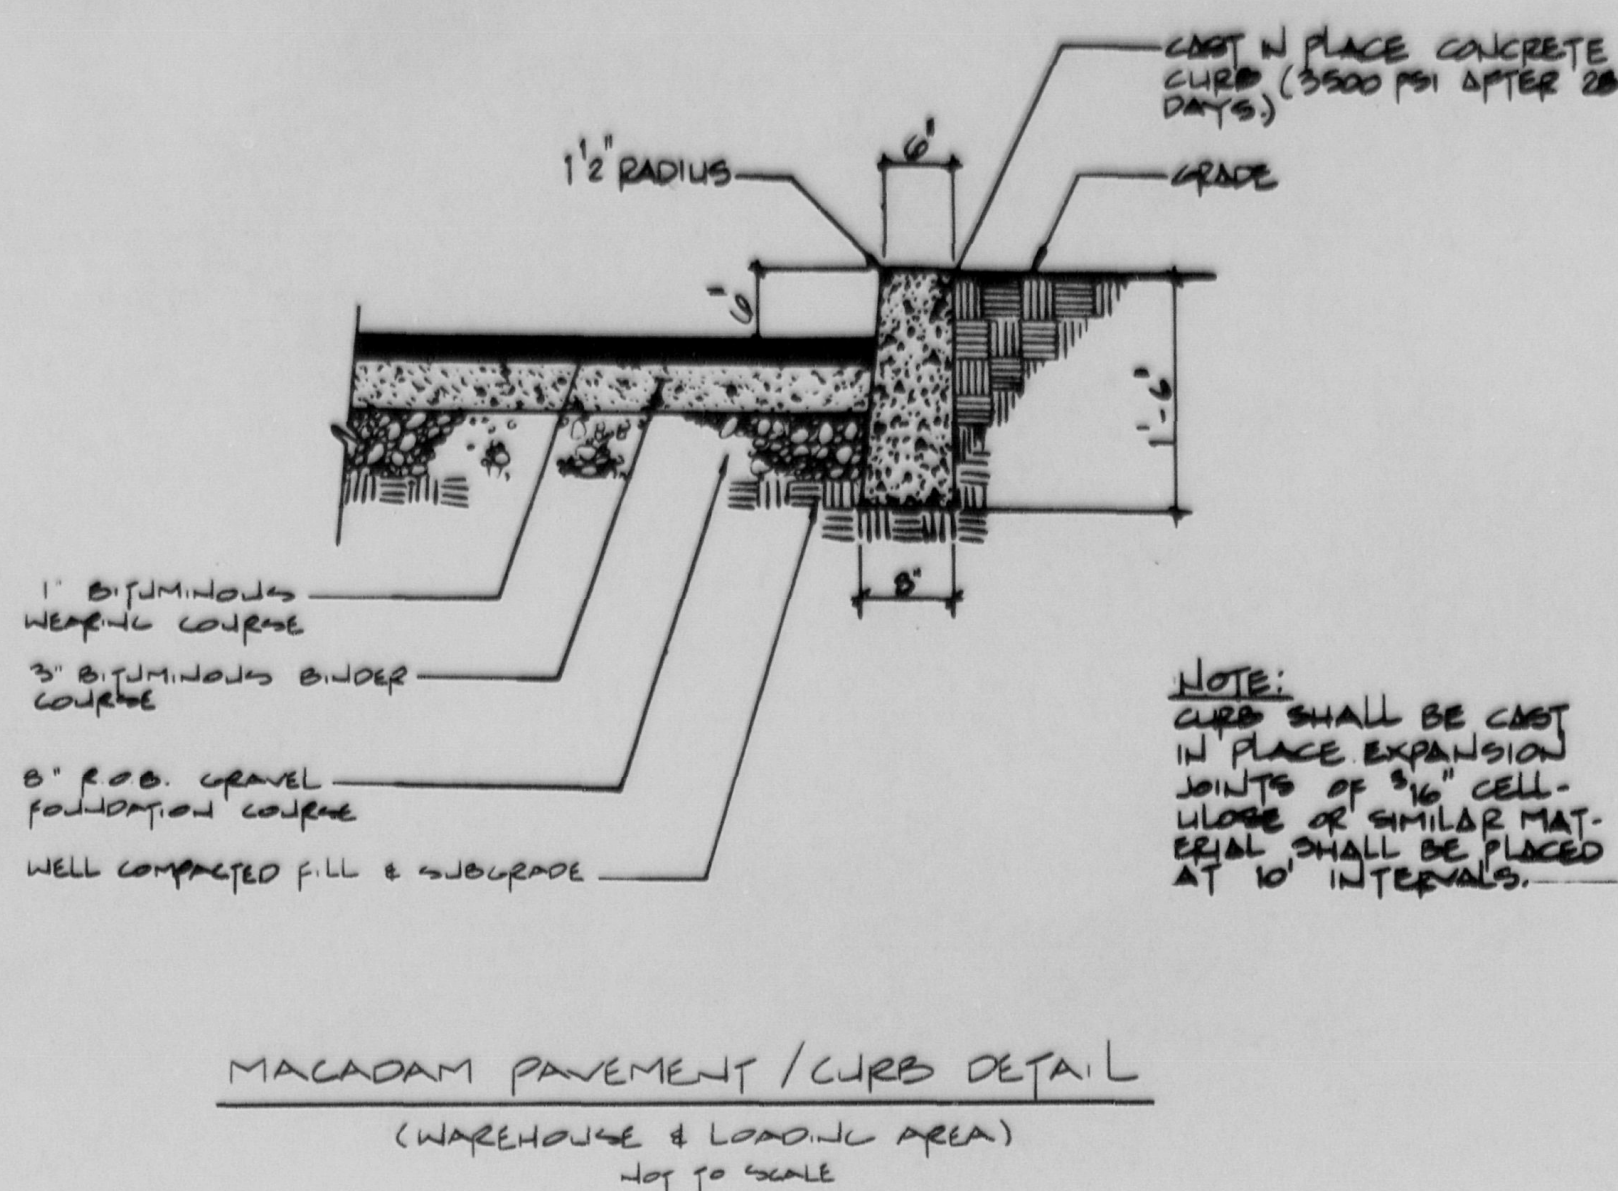 CAST IN PLACE CONCRETE
CURB (3500 PSI AFTER 28
DAYS.)
6"
1 1/2" RADIUS
GRADE
6"
1'-6"
8"
1" BITUMINOUS
WEARING COURSE
3" BITUMINOUS BINDER
COURSE
8" R.O.B. GRAVEL
FOUNDATION COURSE
WELL COMPACTED FILL & SUBGRADE
NOTE:
CURB SHALL BE CAST
IN PLACE. EXPANSION
JOINTS OF 3/16" CELL-
ULOSE OR SIMILAR MAT-
ERIAL SHALL BE PLACED
AT 10' INTERVALS.
MACADAM PAVEMENT / CURB DETAIL
(WAREHOUSE & LOADING AREA)
NOT TO SCALE